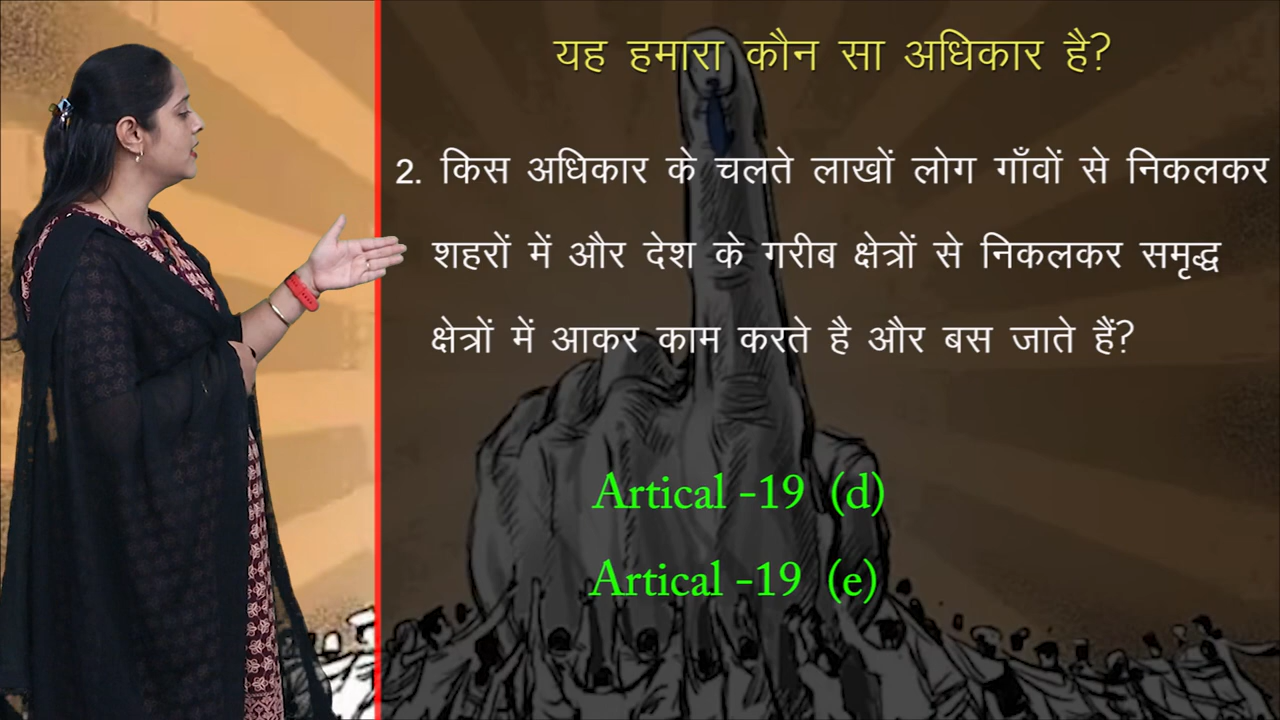 यह हमारा कौन सा अधिकार है?
2. किस अधिकार के चलते लाखों लोग गाँवों से निकलकर
शहरों में और देश के गरीब क्षेत्रों से निकलकर समृद्ध
क्षेत्रों में आकर काम करते है और बस जाते हैं?
Artical -19 (d)
Artical -19 (e)